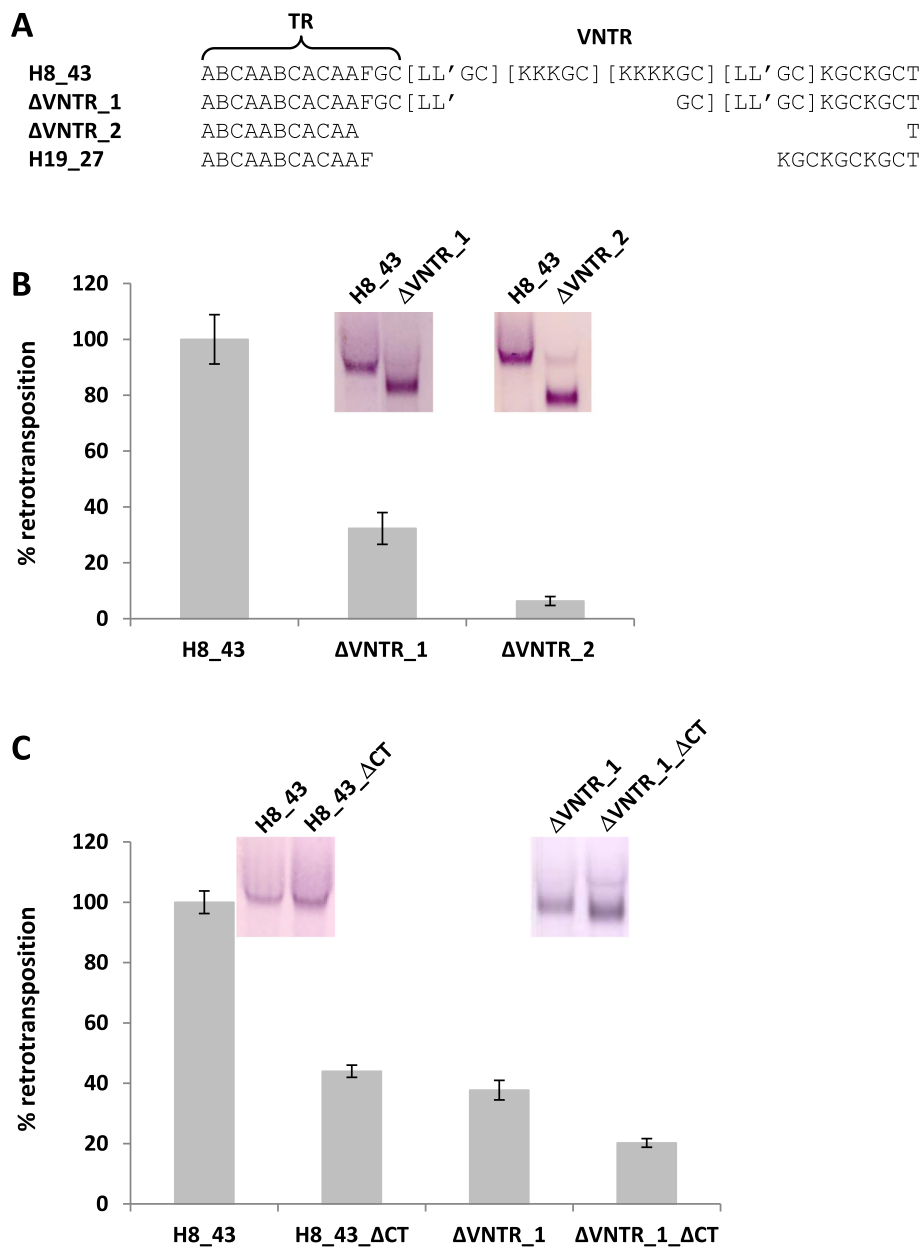 A
TR
VNTR
H8_43 ABCAABCACAAFGC[LL'GC][KKKGC][KKKKGC][LL'GC]KGCKGCT
ΔVNTR_1 ABCAABCACAAFGC[LL' GC][LL'GC]KGCKGCT
ΔVNTR_2 ABCAABCACAA T
H19_27 ABCAABCACAAF KGCKGCKGCT
B
% retrotransposition
120
100
80
60
40
20
0
H8_43 ΔVNTR_1
H8_43 ΔVNTR_2
H8_43 ΔVNTR_1 ΔVNTR_2
C
% retrotransposition
120
100
80
60
40
20
0
H8_43 H8_43_ΔCT
ΔVNTR_1 ΔVNTR_1_ΔCT
H8_43 H8_43_ΔCT ΔVNTR_1 ΔVNTR_1_ΔCT